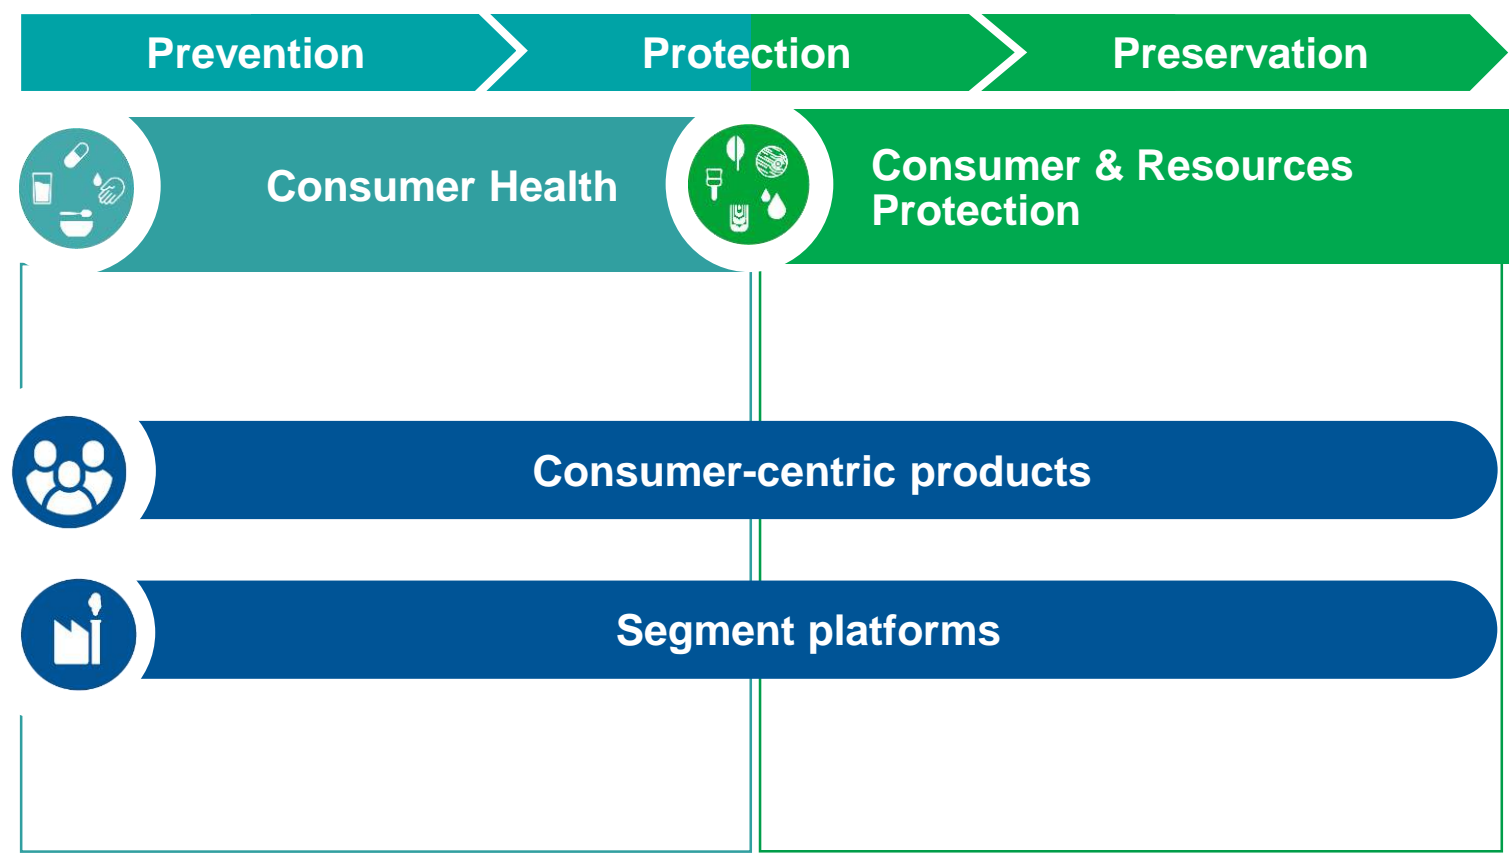 Prevention
Protection
Preservation
Consumer Health
Consumer & Resources
Protection
Consumer-centric products
Segment platforms